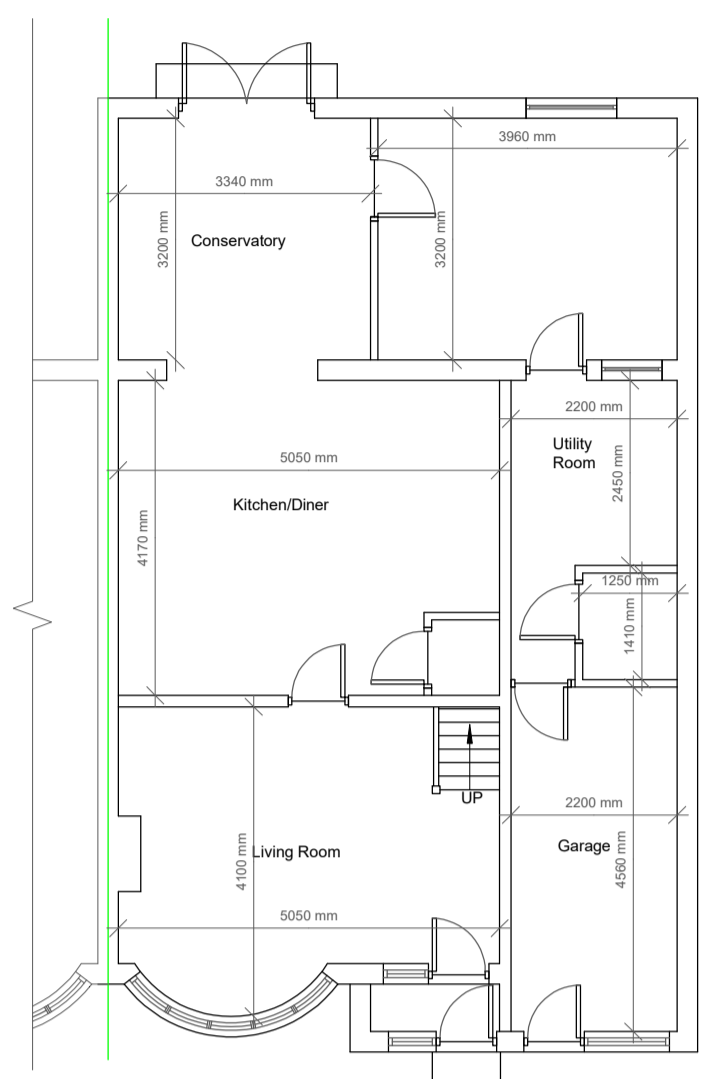 3960 mm
3340 mm
3200 mm
3200 mm
Conservatory
2200 mm
Utility
Room
5050 mm
2450 mm
Kitchen/Diner
4170 mm
1250 mm
1410 mm
UP
2200 mm
Living Room
4100 mm
Garage
4560 mm
5050 mm